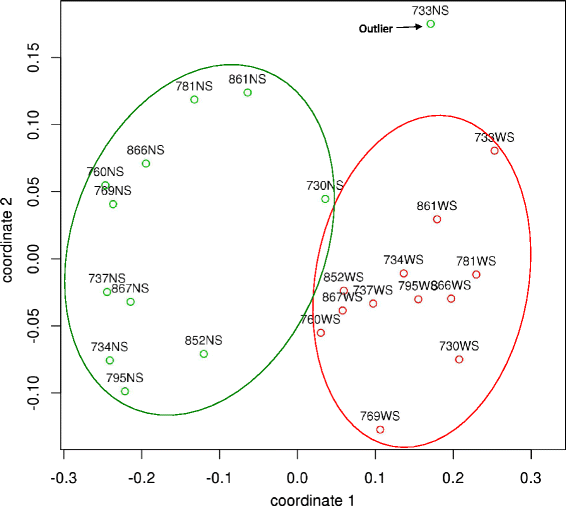 733NS
Outlier
0.15
781NS
861NS
0.10
733WS
866NS
760NS
769NS
730NS
0.05
861WS
coordinate 2
0.00
734WS
781WS
737NS
867NS
852WS
867WS
737WS
795WS
866WS
760WS
-0.05
734NS
852NS
730WS
795NS
-0.10
769WS
-0.3
-0.2
-0.1
0.0
0.1
0.2
0.3
coordinate 1